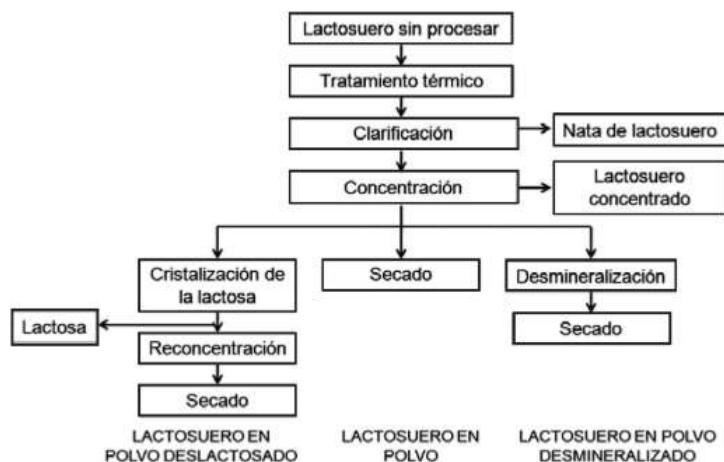 Lactosuero sin procesar
Tratamiento térmico
Clarificación
Nata de lactosuero
Concentración
Lactosuero
concentrado
Cristalización de
la lactosa
Secado
Desmineralización
Lactosa
Secado
Reconcentración
Secado
LACTOSUERO EN
POLVO DESLACTOSADO
LACTOSUERO EN
POLVO
LACTOSUERO EN POLVO
DESMINERALIZADO